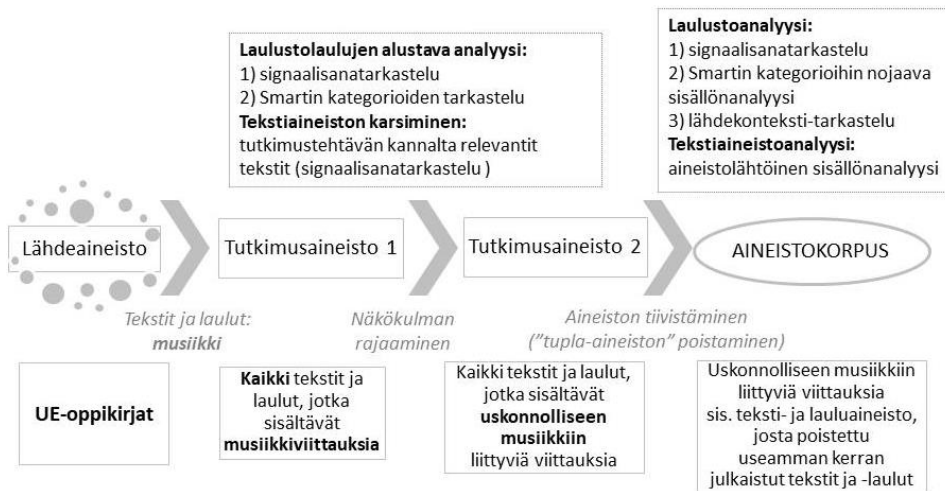 Laulustolaulujen alustava analyysi:
1) signaalisanatarkastelu
2) Smartin kategorioiden tarkastelu
Tekstiaineiston karsiminen:
tutkimustehtävän kannalta relevantit
tekstit (signaalisanatarkastelu )
Laulustoanalyysi:
1) signaalisanatarkastelu
2) Smartin kategorioihin nojaava
sisällönanalyysi
3) lähdekonteksti-tarkastelu
Tekstiaineistoanalyysi:
aineistolähtöinen sisällönanalyysi
Lähdeaineisto
Tutkimusaineisto 1
Tutkimusaineisto 2
AINEISTOKORPUS
Tekstit ja laulut:
musiikki
Näkökulman
rajaaminen
Aineiston tiivistäminen
("tupla-aineiston" poistaminen)
UE-oppikirjat
Kaikki tekstit ja
laulut, jotka
sisältävät
musiikkiviittauksia
Kaikki tekstit ja laulut,
jotka sisältävät
uskonnolliseen
musiikkiin
liittyviä viittauksia
Uskonnolliseen musiikkiin
liittyviä viittauksia
sis. teksti- ja lauluaineisto,
josta poistettu
useamman kerran
julkaistut tekstit ja -laulut